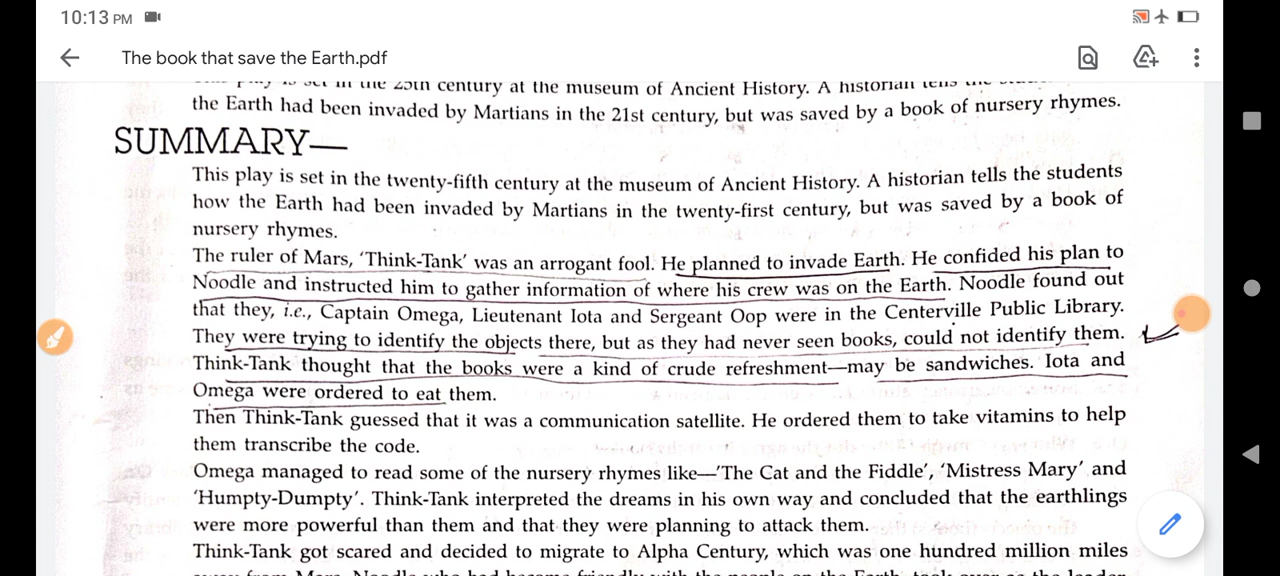 10:13 PM
The book that save the Earth.pdf
25th century at the museum of Ancient History. A historian tells the
the Earth had been invaded by Martians in the 21st century, but was saved by a book of nursery rhymes.
SUMMARY—
This play is set in the twenty-fifth century at the museum of Ancient History. A historian tells the students
how the Earth had been invaded by Martians in the twenty-first century, but was saved by a book of
nursery rhymes.
The ruler of Mars, 'Think-Tank' was an arrogant fool. He planned to invade Earth. He confided his plan to
Noodle and instructed him to gather information of where his crew was on the Earth. Noodle found out
that they, i.e., Captain Omega, Lieutenant Iota and Sergeant Oop were in the Centerville Public Library.
They were trying to identify the objects there, but as they had never seen books, could not identify them.
Think-Tank thought that the books were a kind of crude refreshment—may be sandwiches. Iota and
Omega were ordered to eat them.
Then Think-Tank guessed that it was a communication satellite. He ordered them to take vitamins to help
them transcribe the code.
Omega managed to read some of the nursery rhymes like—'The Cat and the Fiddle', 'Mistress Mary' and
'Humpty-Dumpty'. Think-Tank interpreted the dreams in his own way and concluded that the earthlings
were more powerful than them and that they were planning to attack them.
Think-Tank got scared and decided to migrate to Alpha Century, which was one hundred million miles